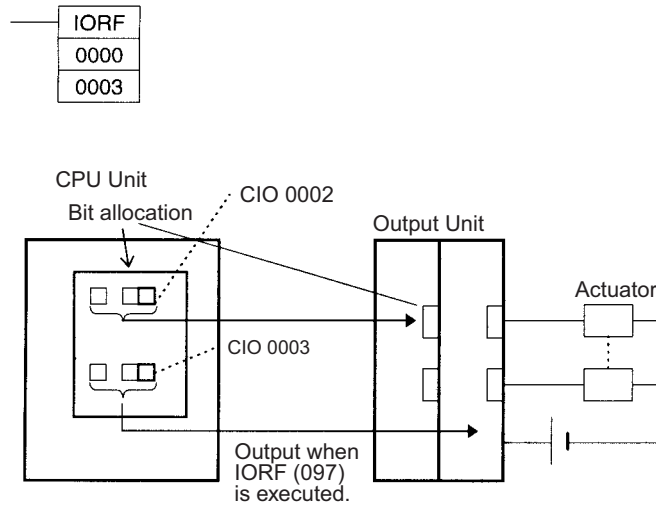 IORF
0000
0003
CPU Unit
Bit allocation
CIO 0002
Output Unit
Actuator
CIO 0003
Output when
IORF (097)
is executed.